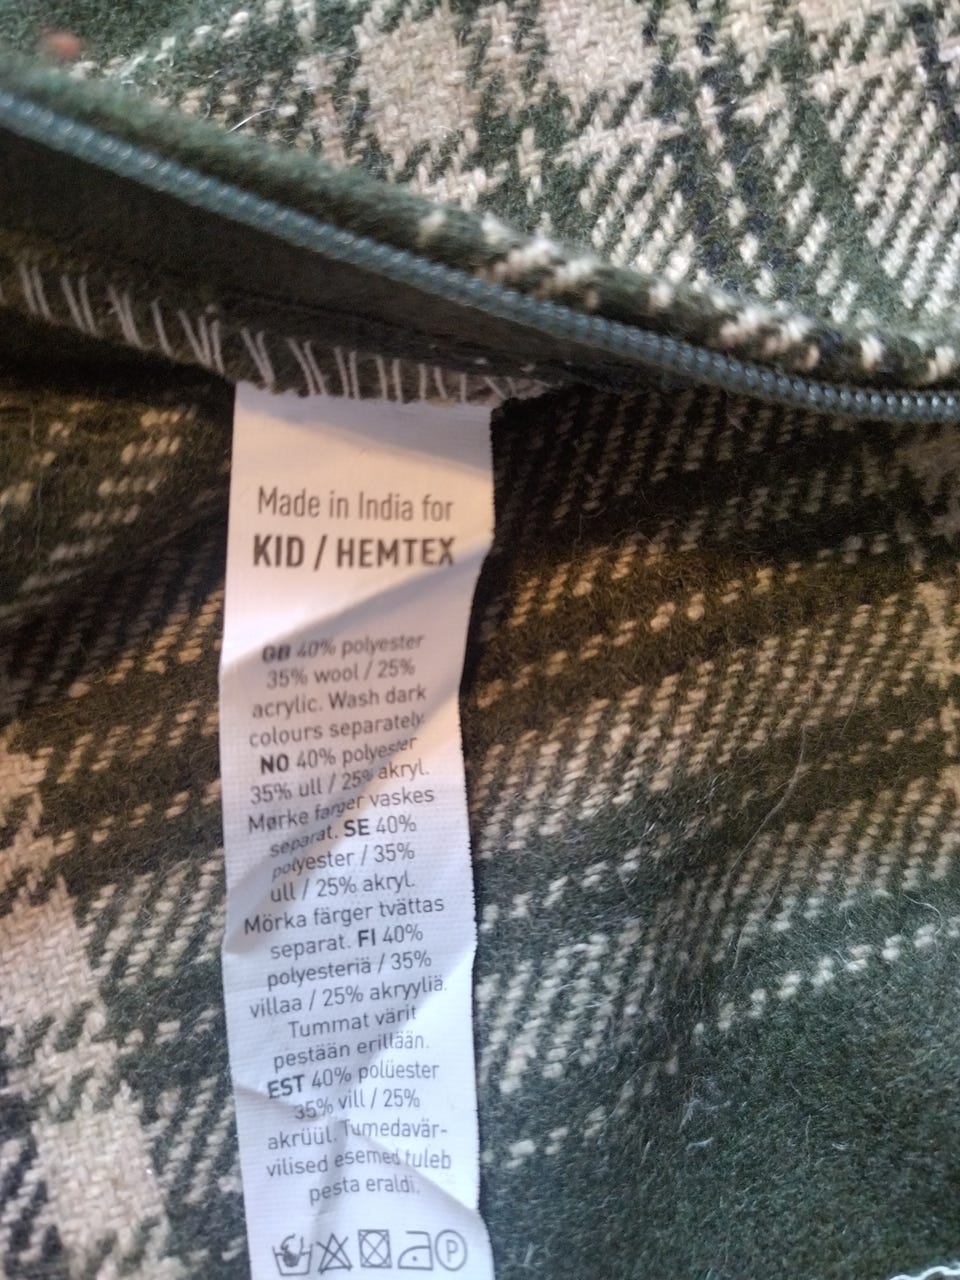 Made in India for
KID / HEMTEX
GB 40% polyester
35% wool / 25%
acrylic. Wash dark
colours separately.
NO 40% polyester
35% ull / 25% akryl.
Mørke farger vaskes
separat. SE 40%
polyester / 35%
ull / 25% akryl.
Mörka färger tvättas
separat. FI 40%
polyesteriä / 35%
villaa / 25% akryyliä.
Tummat värit
pestään erillään.
EST 40% polüester
35% vill / 25%
akrüül. Tumedavär-
vilised esemed tuleb
pesta eraldi.
P